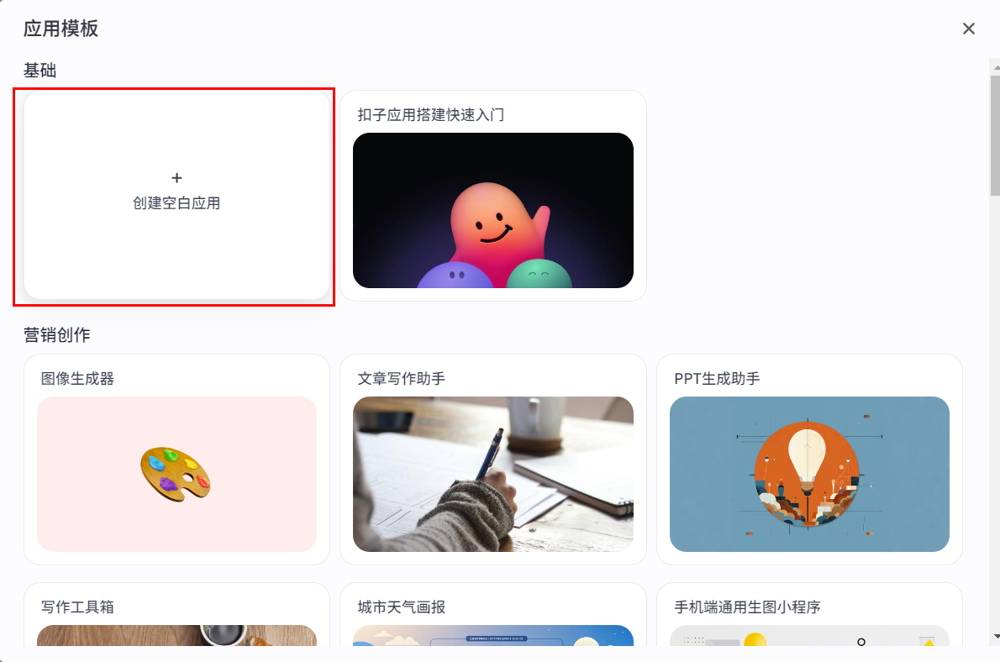 应用模板
基础
+
创建空白应用
扣子应用搭建快速入门
营销创作
图像生成器
文章写作助手
PPT生成助手
写作工具箱
城市天气画报
手机端通用生图小程序